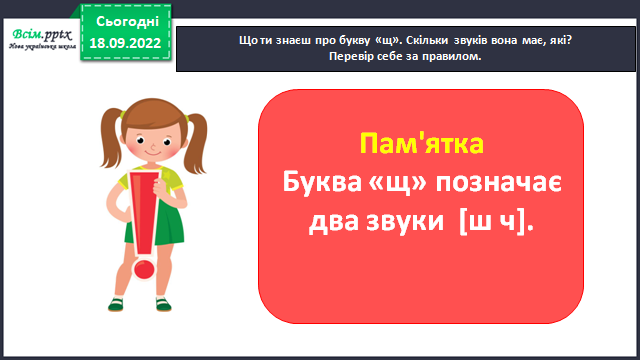 Всім.pptx
Нова українська школа
Сьогодні
18.09.2022
Що ти знаєш про букву «щ». Скільки звуків вона має, які?
Перевір себе за правилом.
Пам'ятка
Буква «щ» позначає
два звуки [ш ч].